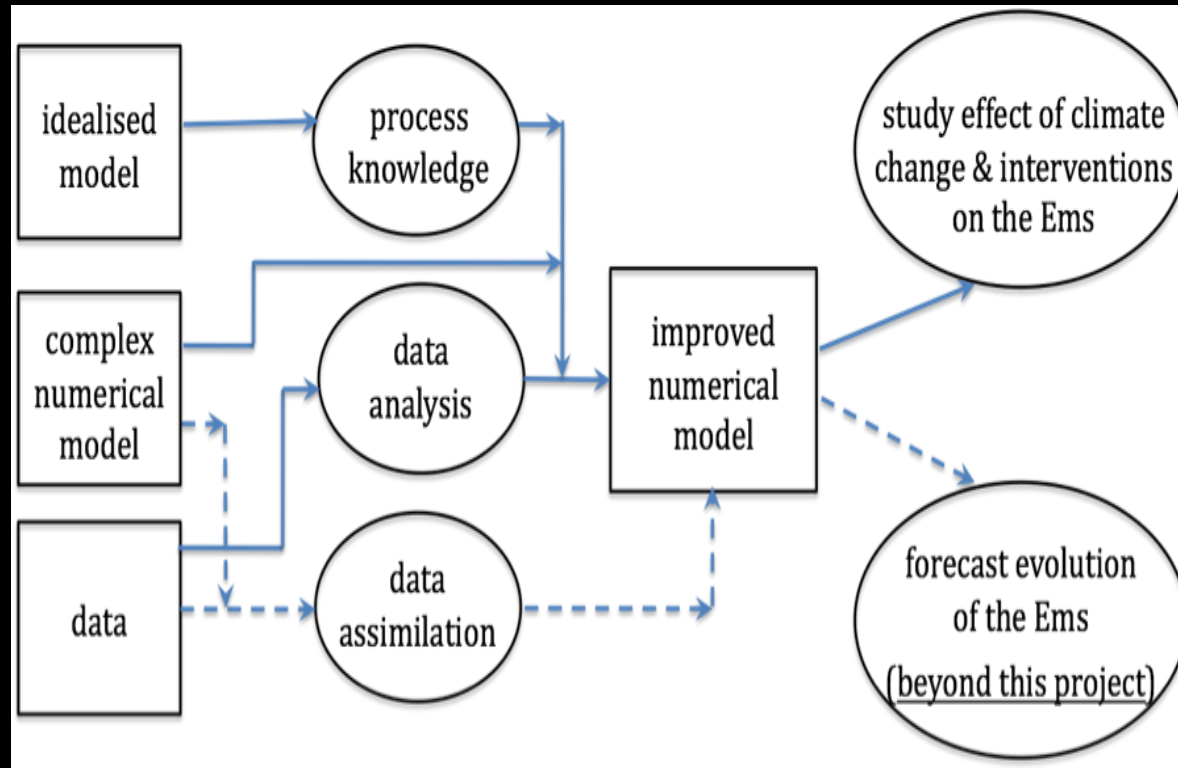 idealised
model
process
knowledge
study effect of climate
change & interventions
on the Ems
complex
numerical
model
data
analysis
improved
numerical
model
data
data
assimilation
forecast evolution
of the Ems
(beyond this project)